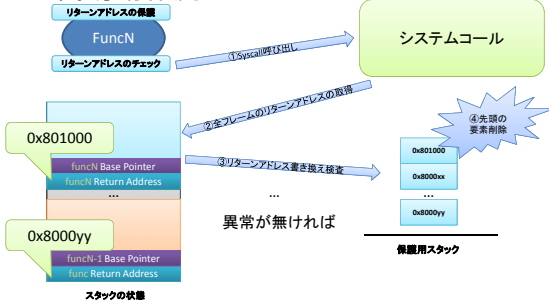 リターンアドレスの保護
FuncN
リターンアドレスのチェック
①Syscall呼び出し
システムコール
②全フレームのリターンアドレスの取得
④先頭の
要素削除
0x801000
③リターンアドレス書き換え検査
0x801000
0x8000xx
...
0x8000yy
funcN Base Pointer
funcN Return Address
...
...
異常が無ければ
0x8000yy
保護用スタック
funcN-1 Base Pointer
func Return Address
スタックの状態